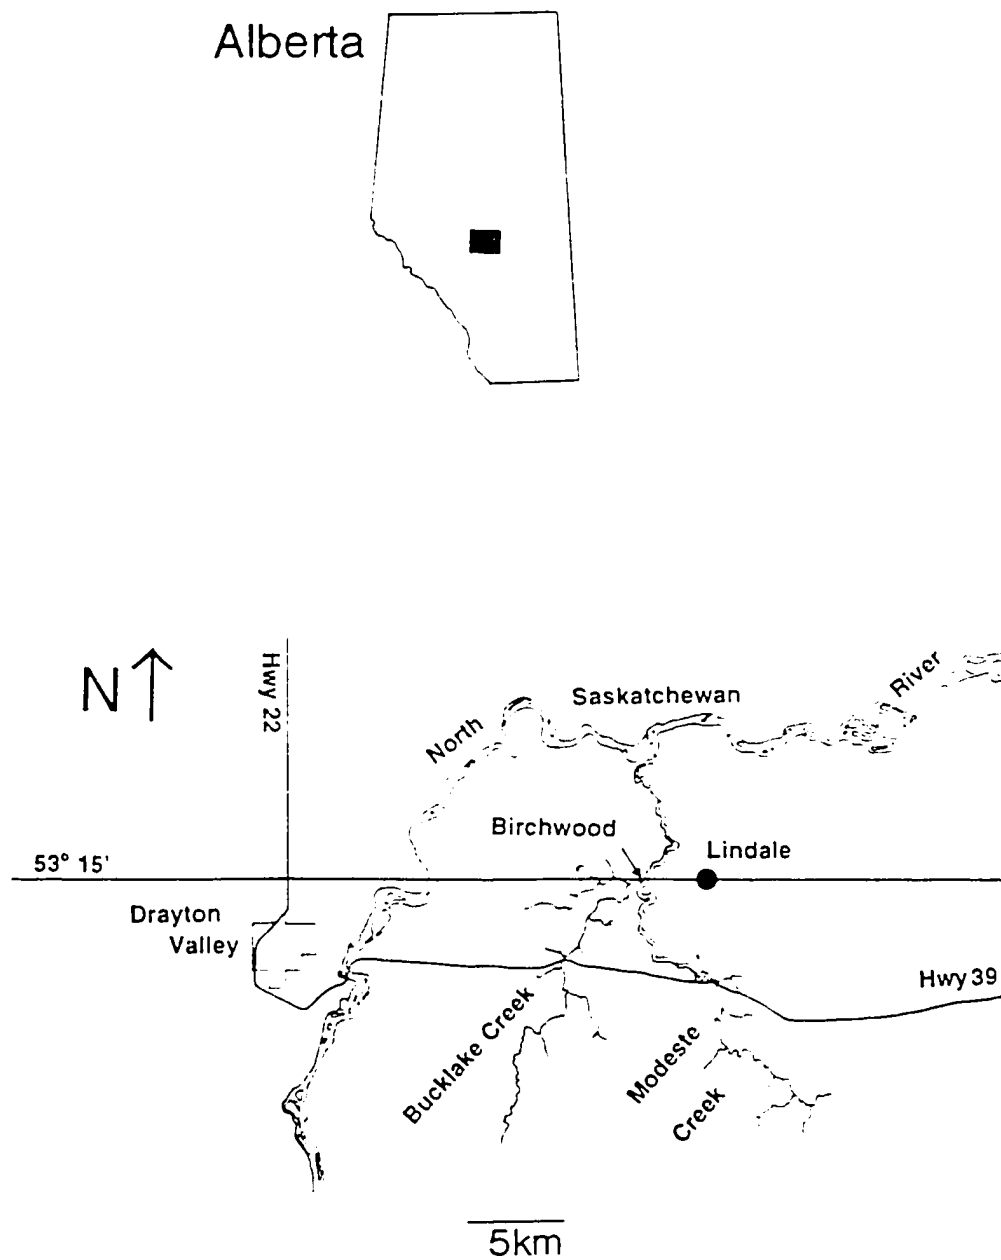 Alberta
N
Hwy 22
North
Saskatchewan
River
Birchwood
Lindale
53° 15'
Drayton
Valley
Hwy 39
Bucklake Creek
Modeste
Creek
5km